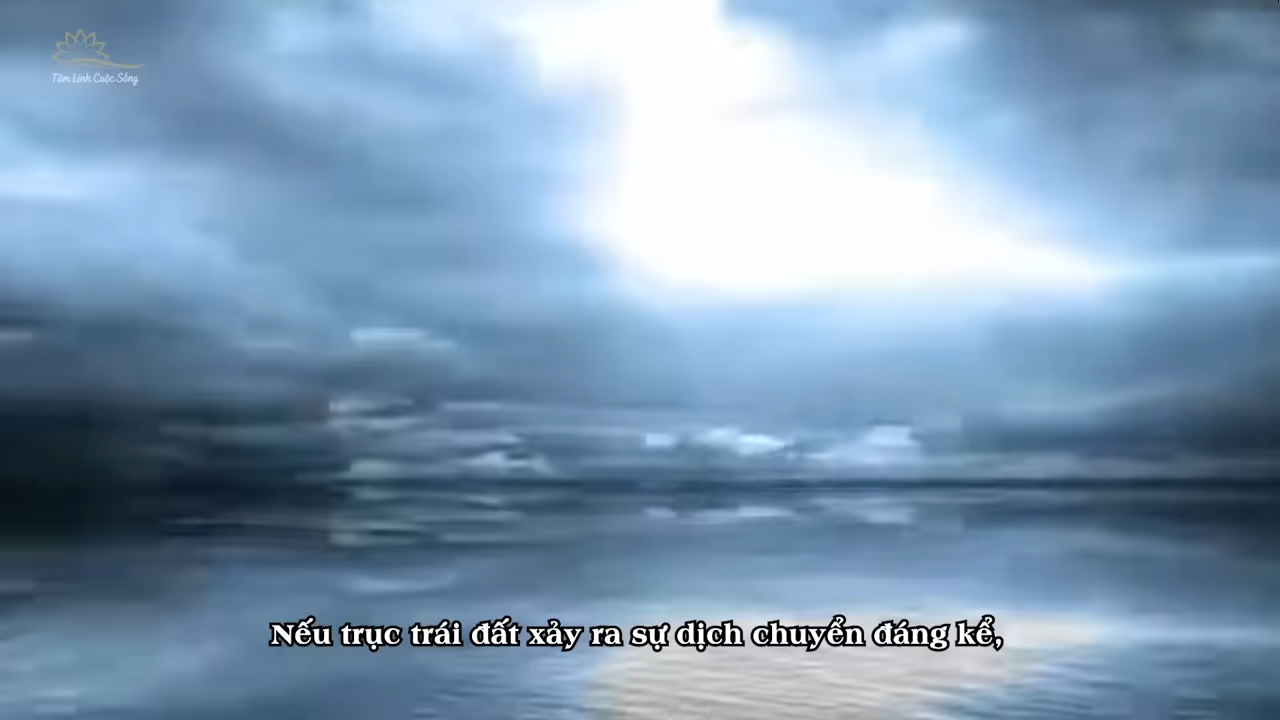 Tâm Linh Cuộc Sống
Nếu trục trái đất xảy ra sự dịch chuyển đáng kể,